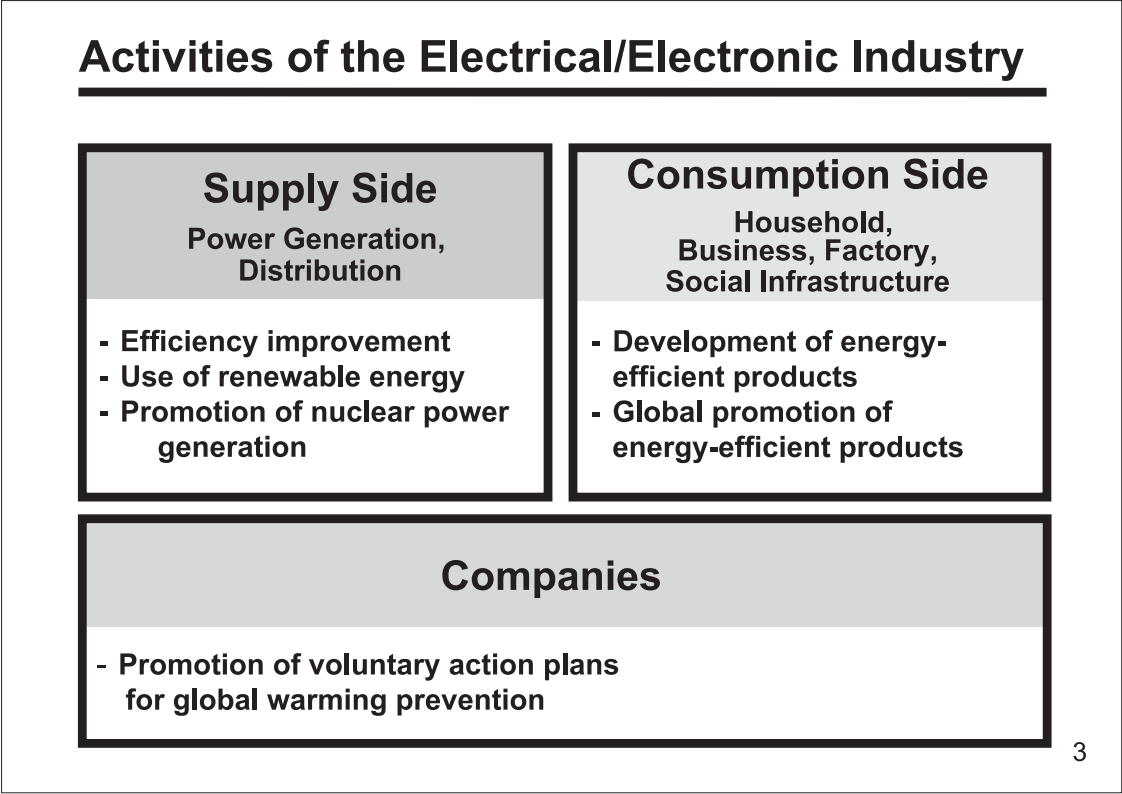 Activities of the Electrical/Electronic Industry
Supply Side
Power Generation,
Distribution
- Efficiency improvement
- Use of renewable energy
- Promotion of nuclear power
generation
Consumption Side
Household,
Business, Factory,
Social Infrastructure
- Development of energy-
efficient products
- Global promotion of
energy-efficient products
Companies
- Promotion of voluntary action plans
for global warming prevention
3